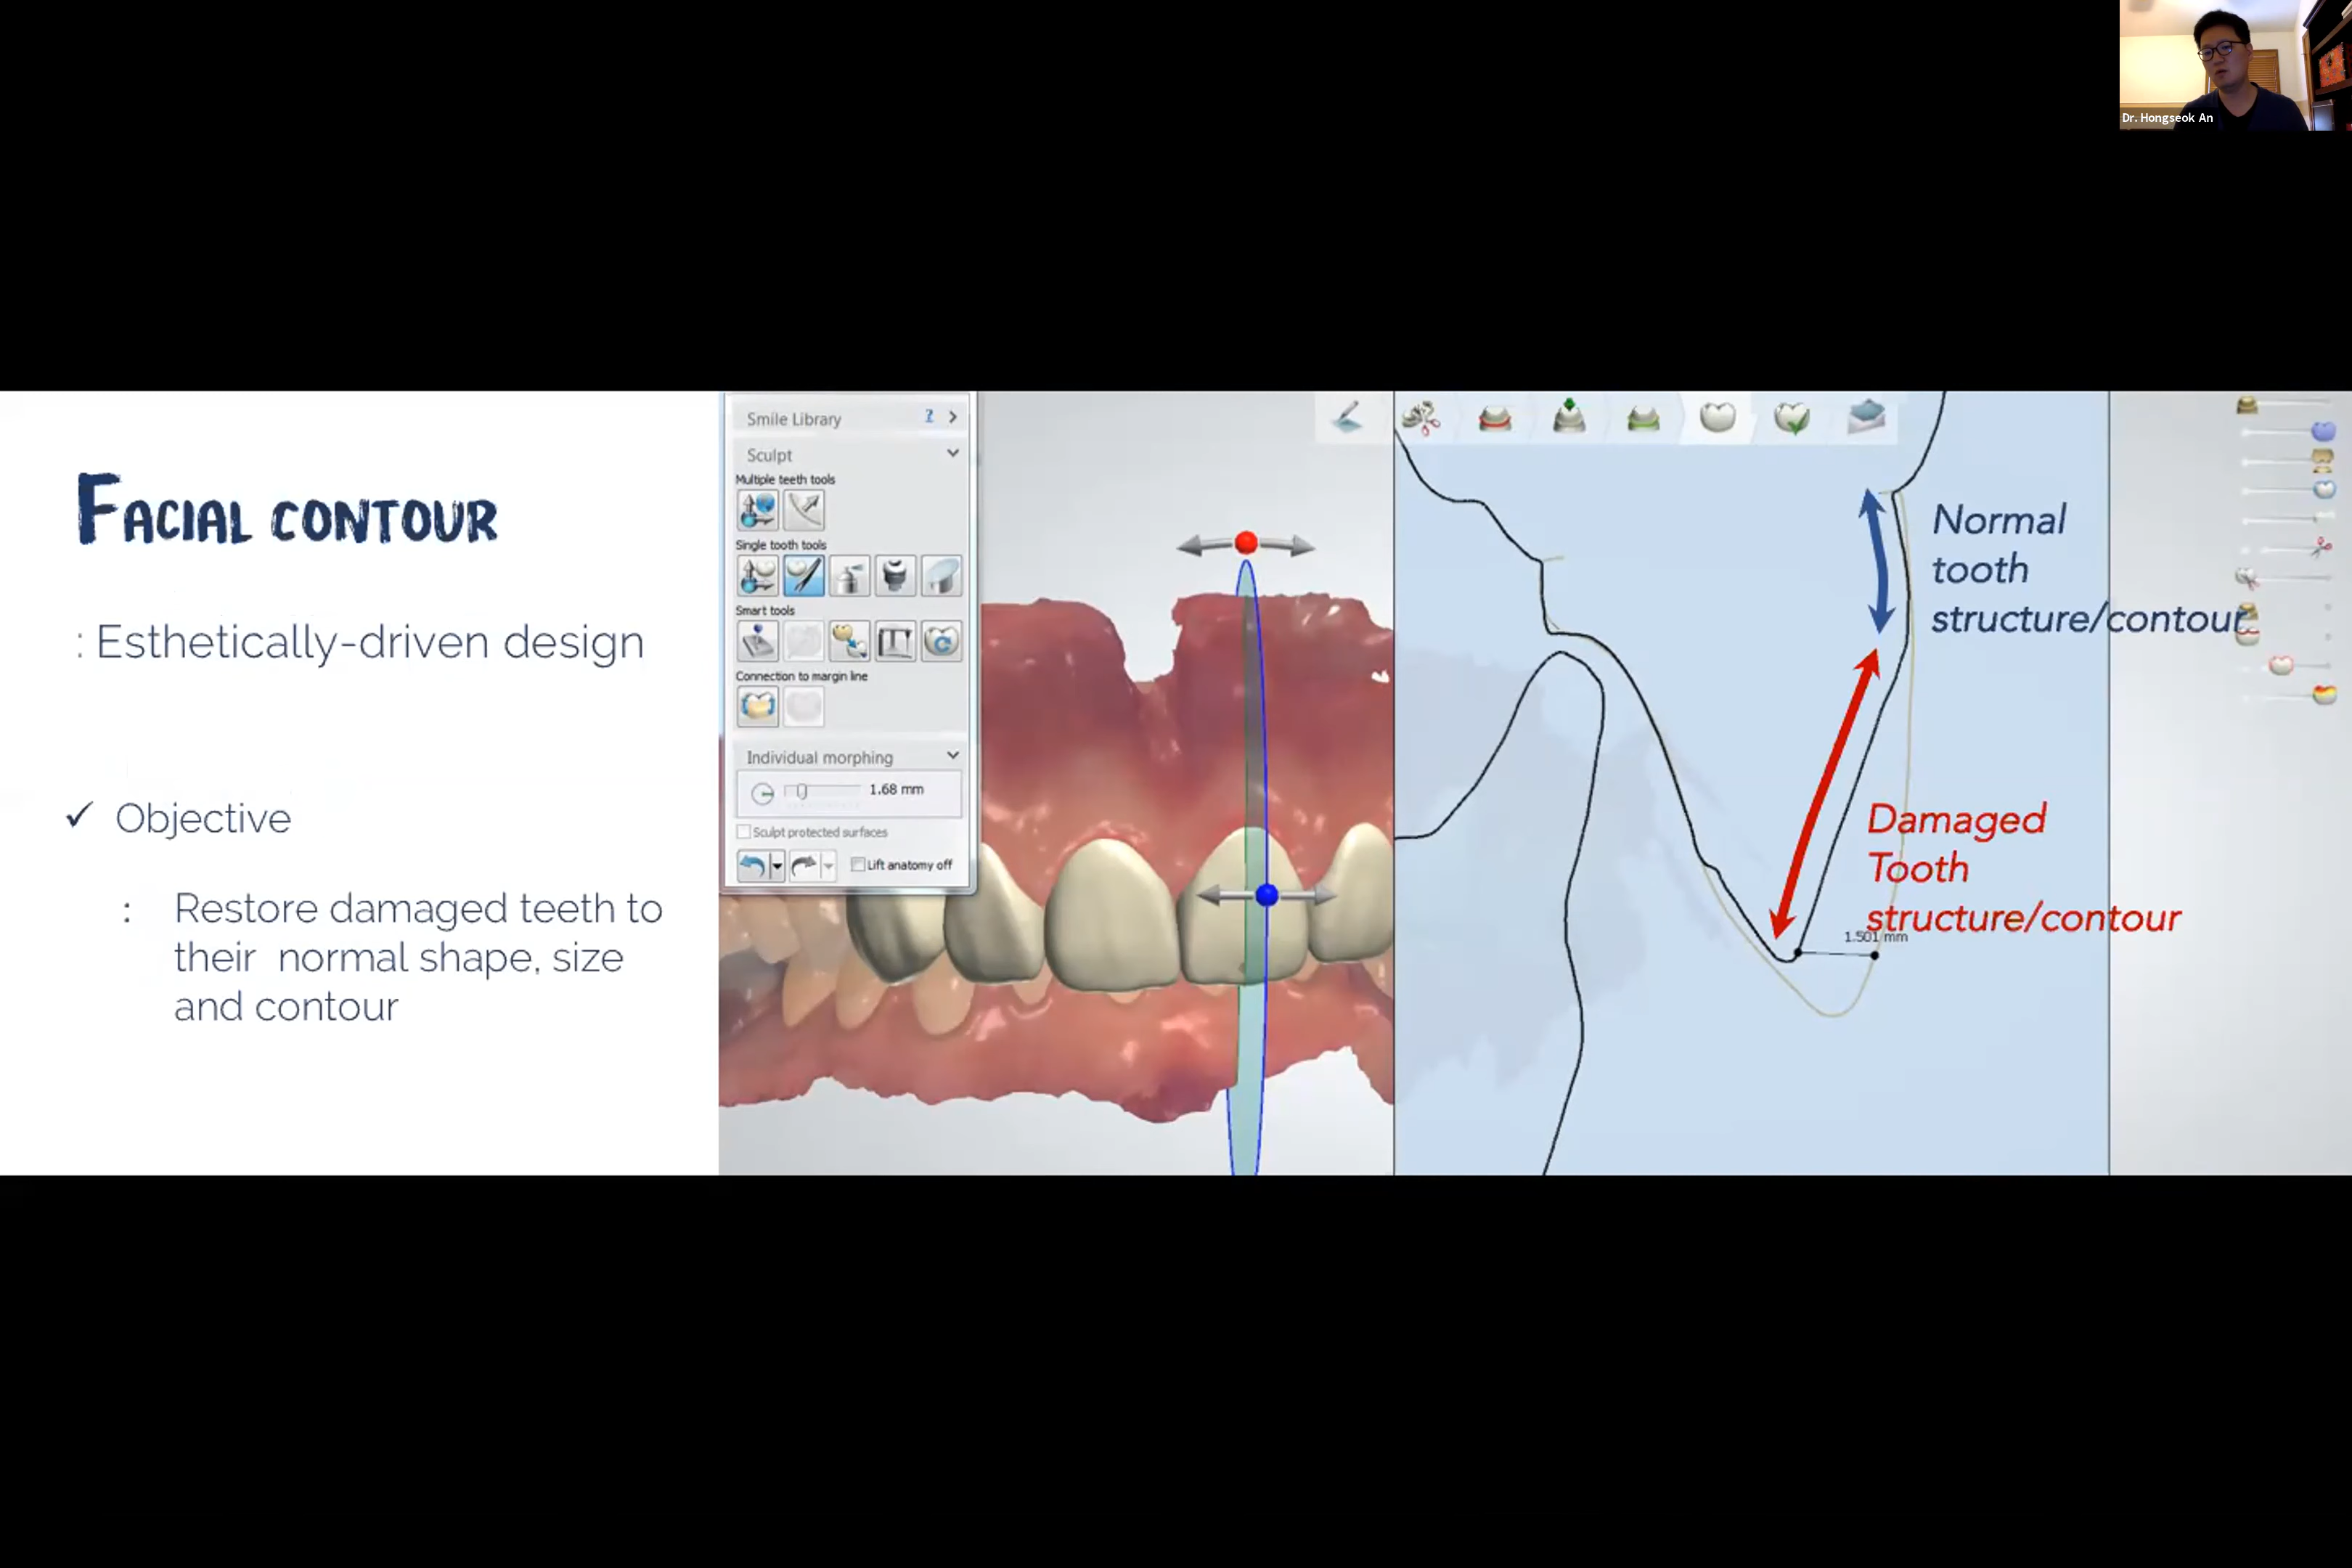 Dr. Hongseok An
FACIAL CONTOUR
: Esthetically-driven design
✓ Objective
: Restore damaged teeth to
their normal shape, size
and contour
Smile Library ?
Sculpt
Multiple teeth tools
Single tooth tools
Smart tools
Connection to margin line
Individual morphing
1.68 mm
Sculpt protected surfaces
Lift anatomy off
Normal
tooth
structure/contour
Damaged
Tooth
structure/contour
1.501 mm